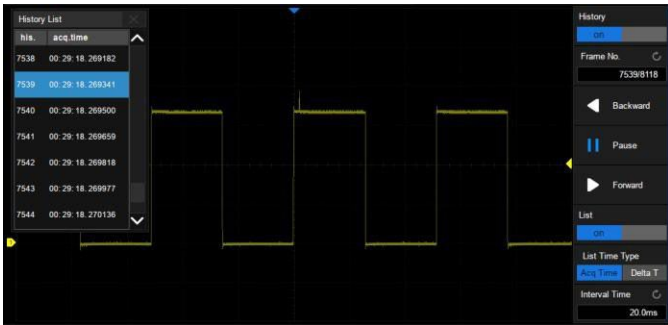 History List
his. acq.time
7538 00: 29: 18. 269182
7539 00: 29: 18. 269341
7540 00: 29: 18. 269500
7541 00: 29: 18. 269659
7542 00: 29: 18. 269818
7543 00: 29: 18. 269977
7544 00: 29: 18. 270136
History
on
Frame No.
7539/8118
Backward
Pause
Forward
List
on
List Time Type
Acq Time Delta T
Interval Time
20.0ms